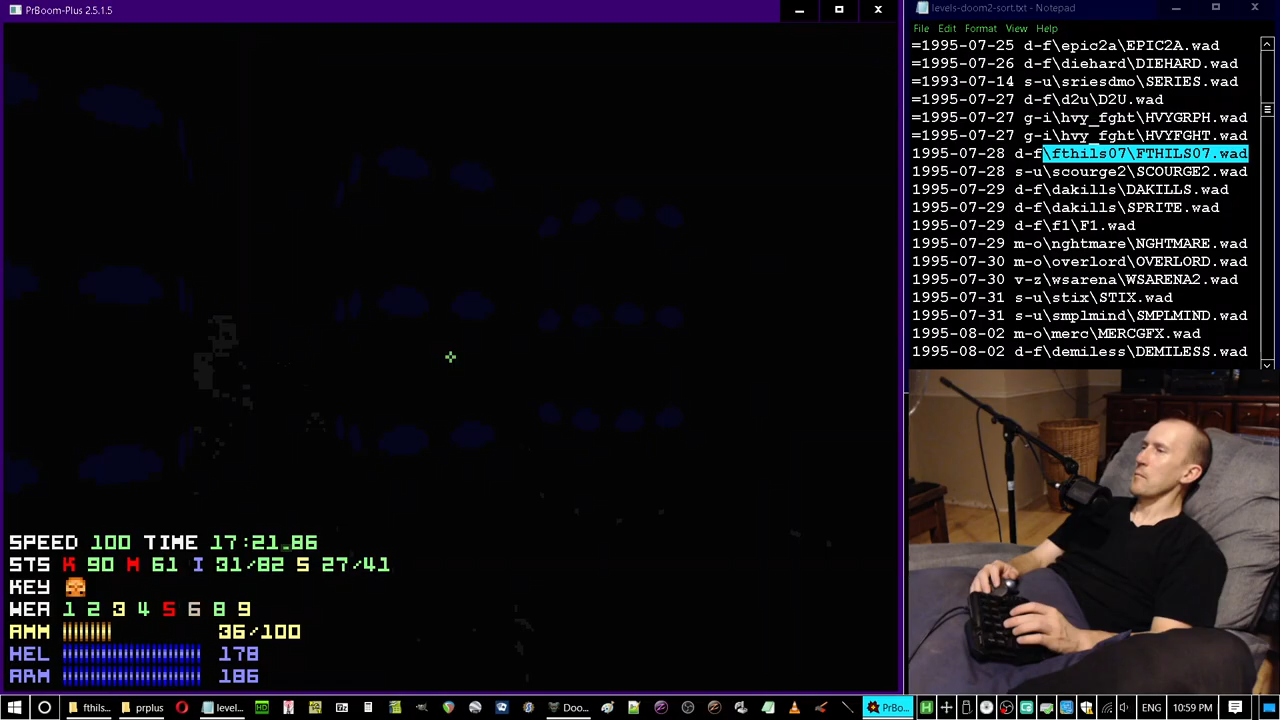 PrBoom-Plus 2.5.1.5
SPEED 100 TIME 17:21.86
STS K 90 M 61 I 31/82 S 27/41
KEY
WEA 1 2 3 4 5 6 8 9
AMM 36/100
HEL 178
ARM 186
levels-doom2-sort.txt - Notepad
File Edit Format View Help
=1995-07-25 d-f\epic2a\EPIC2A.wad
=1995-07-26 d-f\diehard\DIEHARD.wad
=1993-07-14 s-u\sriesdmo\SERIES.wad
=1995-07-27 d-f\d2u\D2U.wad
=1995-07-27 g-i\hvy_fght\HVYGRPH.wad
=1995-07-27 g-i\hvy_fght\HVYFGHT.wad
1995-07-28 d-f\fthils07\FTHILS07.wad
1995-07-28 s-u\scourge2\SCOURGE2.wad
1995-07-29 d-f\dakills\DAKILLS.wad
1995-07-29 d-f\dakills\SPRITE.wad
1995-07-29 d-f\f1\F1.wad
1995-07-29 m-o\nghtmare\NGHTMARE.wad
1995-07-30 m-o\overlord\OVERLORD.wad
1995-07-30 v-z\wsarena\WSARENA2.wad
1995-07-31 s-u\stix\STIX.wad
1995-07-31 s-u\smplmind\SMPLMIND.wad
1995-08-02 m-o\merc\MERCGFX.wad
1995-08-02 d-f\demiless\DEMILESS.wad
fthils... prplus level... Doo... PrBo... ENG 10:59 PM